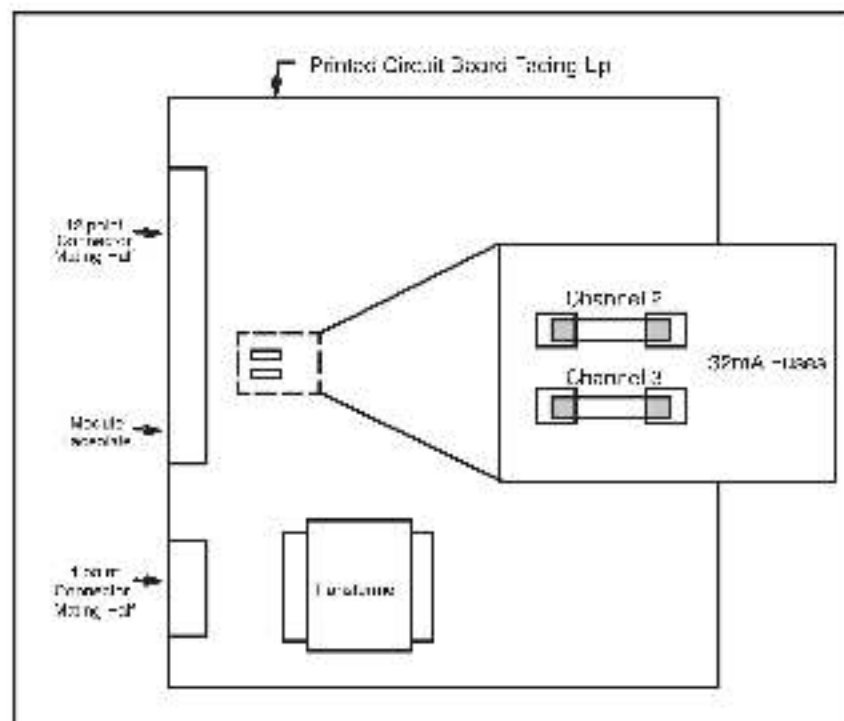 Printed Circuit Board Facing Up
12 point
Connector
Mating Half
Channel 2
32mA Fuses
Channel 3
Module
Faceplate
Connector
Mating Half
Transformer